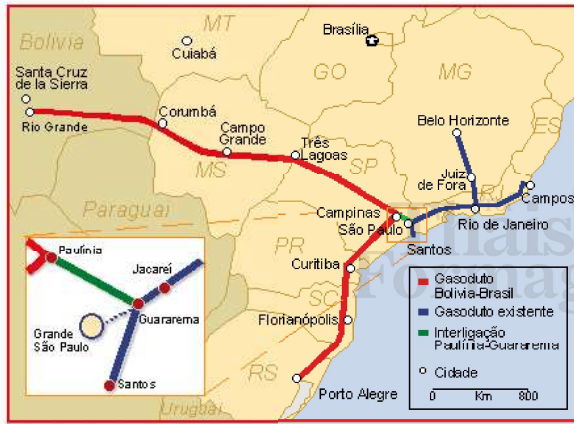 Bolivia
MT
Cuiabá
Brasília
GO
MG
ES
Santa Cruz
de la Sierra
Rio Grande
Corumbá
Campo
Grande
MS
Três
Lagoas
SP
Belo Horizonte
Juiz
de Fora
RJ
Campos
Rio de Janeiro
Paraguai
Campinas
São Paulo
Santos
PR
Curitiba
SC
Florianópolis
RS
Porto Alegre
Uruguai
Paulínia
Jacareí
Guararema
Grande
São Paulo
Santos
Gasoduto
Bolivia-Brasil
Gasoduto existente
Interligação
Paulínia-Guararema
Cidade
0 Km 800